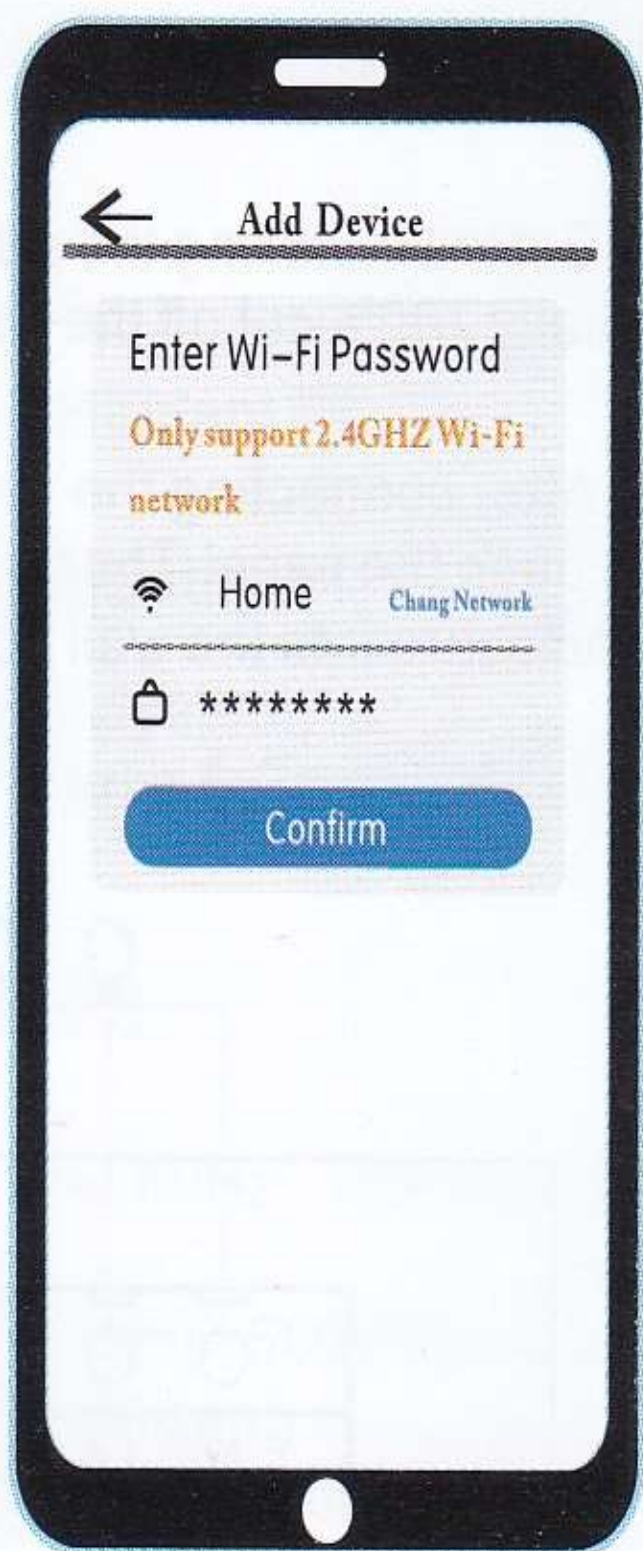 Add Device
Enter Wi-Fi Password
Only support 2.4GHZ Wi-Fi
network
Home Chang Network
********
Confirm